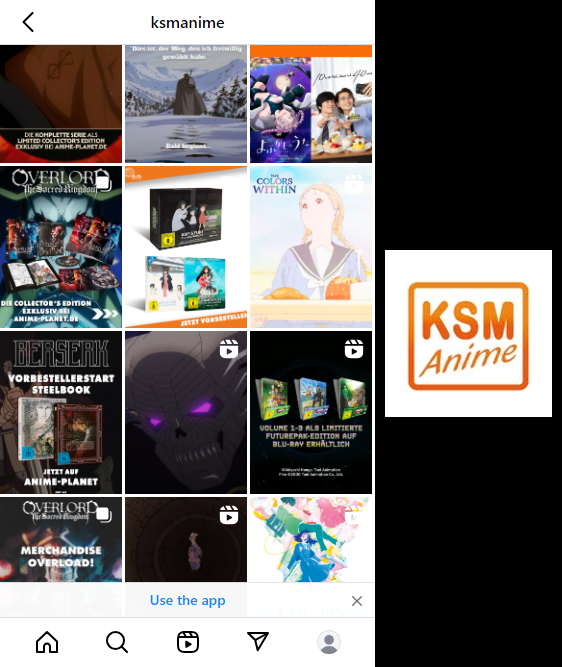 ksmanime
DIE KOMPLETTE SERIE ALS
LIMITED COLLECTOR'S EDITION
EXKLUSIV BEI ANIME-PLANET.DE
"Dies ist der Weg, den ich freiwillig
gewählt habe
Bald beginnt...
よふかしのうた
OVERLORD
The Sacred Kingdom
DIE COLLECTOR'S EDITION
EXKLUSIV BEI
ANIME-PLANET.DE
JETZT VORBESTELLEN
THE COLORS
WITHIN
BERSERK
VORBESTELLERSTART
STEELBOOK
JETZT AUF
ANIME-PLANET
VOLUME 1-3 ALS LIMITIERTE
FUTUREPAK-EDITION AUF
BLU-RAY ERHÄLTLICH
OVERLORD
The Sacred Kingdom
MERCHANDISE
OVERLOAD!
Use the app
KSM
Anime